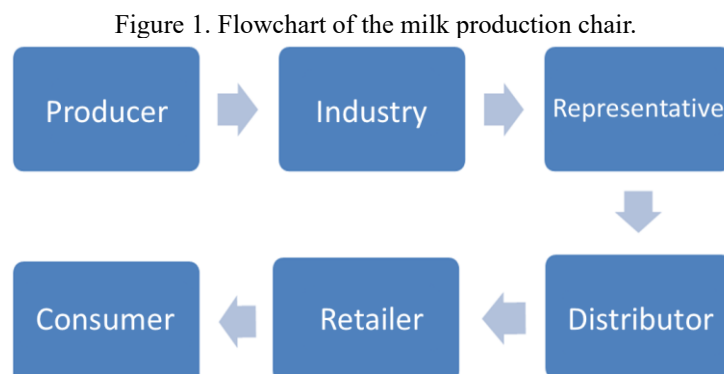 Figure 1. Flowchart of the milk production chair.
Producer
Industry
Representative
Distributor
Retailer
Consumer